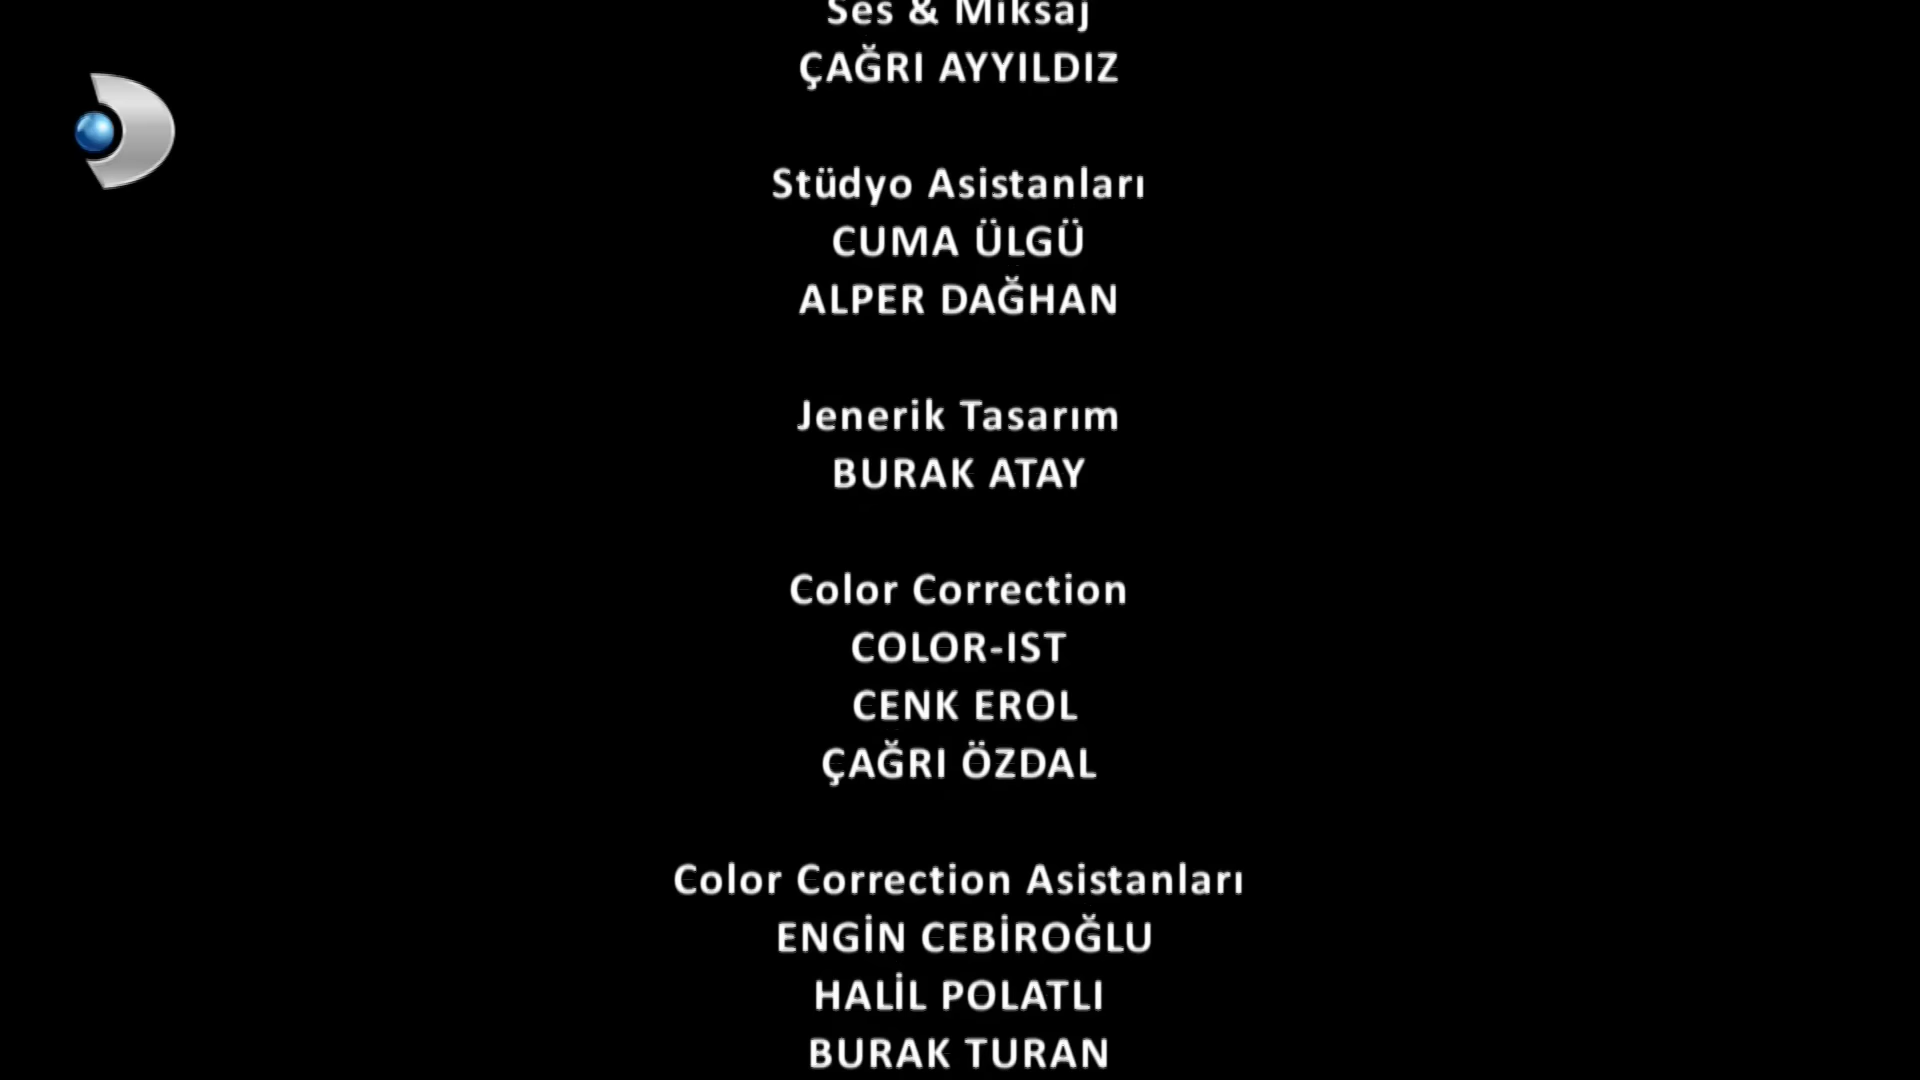 Ses & Miksaj
ÇAĞRI AYYILDIZ
Stüdyo Asistanları
CUMA ÜLGÜ
ALPER DAĞHAN
Jenerik Tasarım
BURAK ATAY
Color Correction
COLOR-IST
CENK EROL
ÇAĞRI ÖZDAL
Color Correction Asistanları
ENGİN CEBİROĞLU
HALİL POLATLI
BURAK TURAN